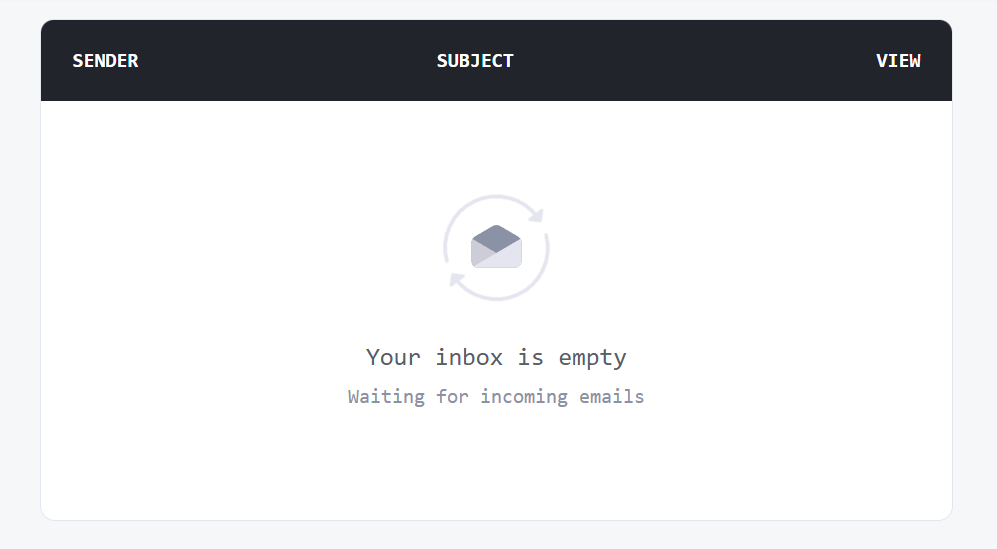 SENDER SUBJECT VIEW
Your inbox is empty
Waiting for incoming emails